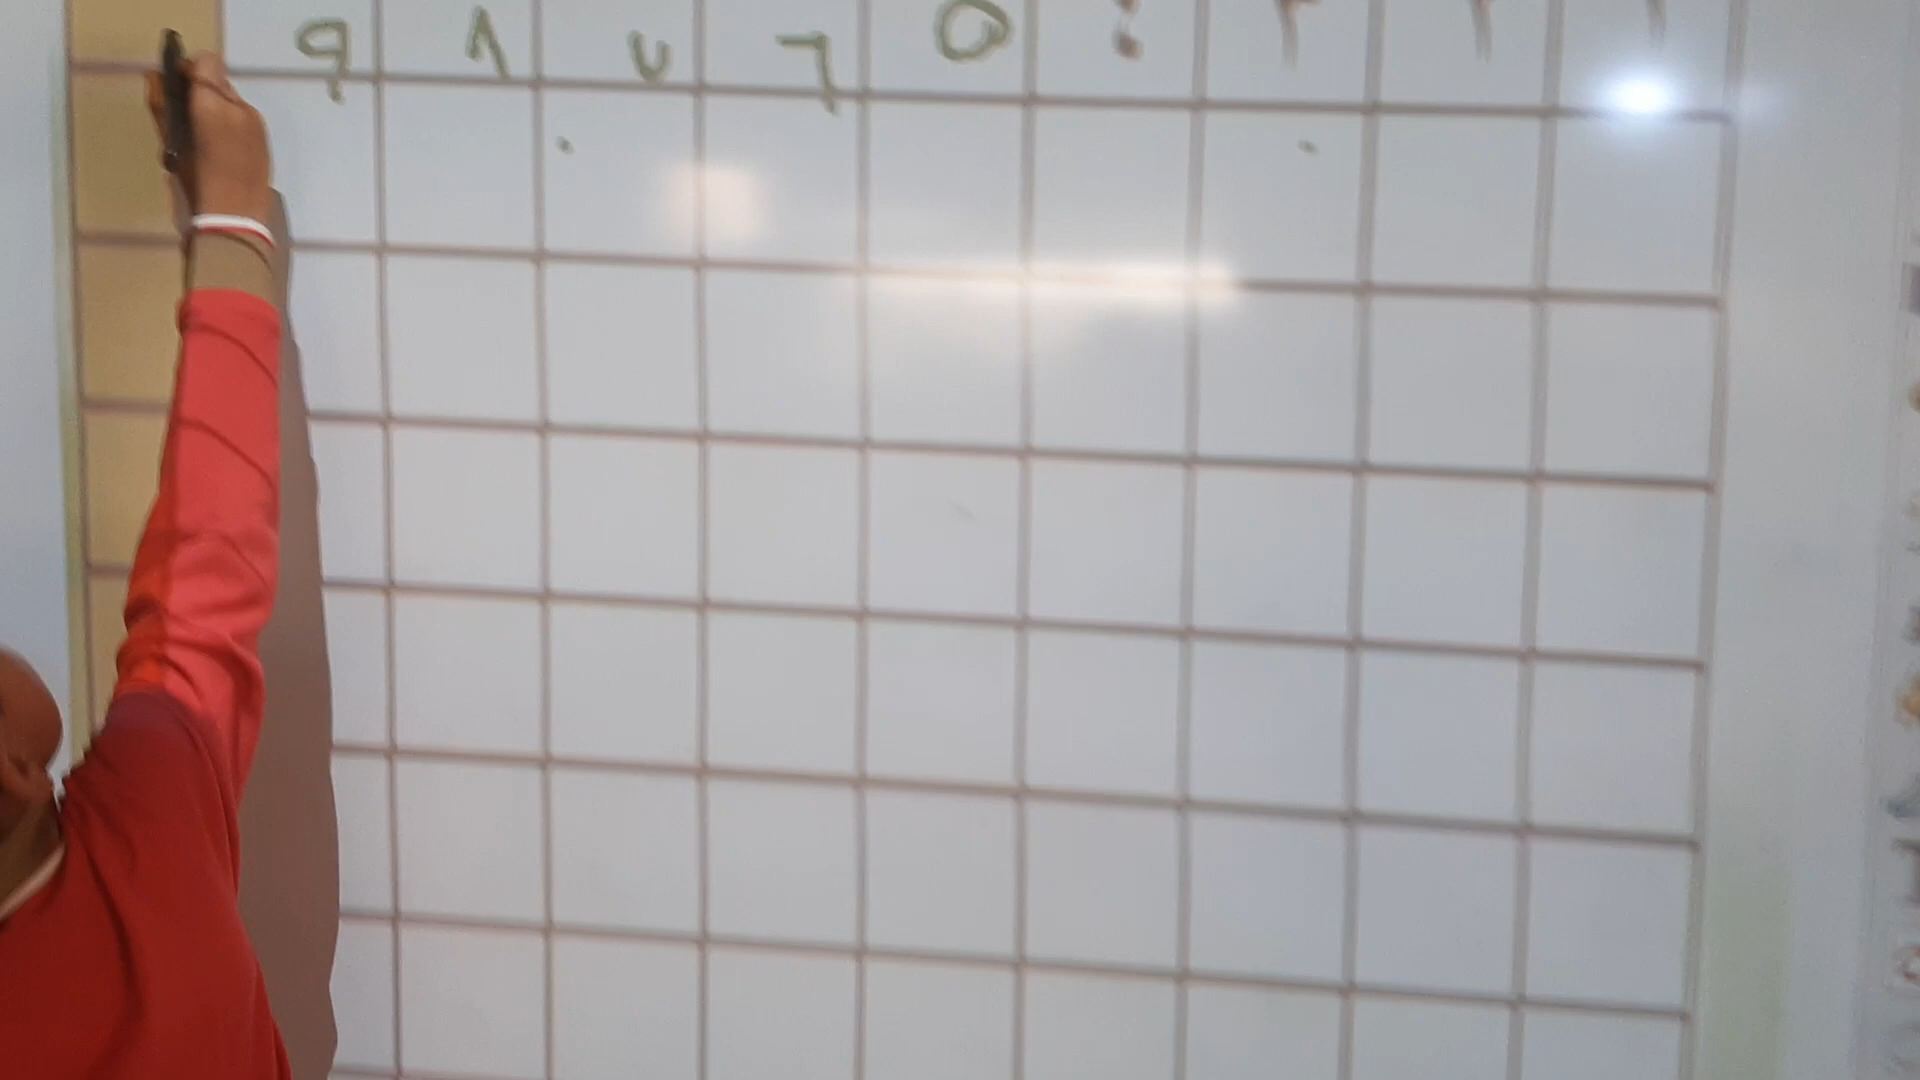 ١ ٢ ٣ ٤ ٥ ٦ ٧ ٨ ٩